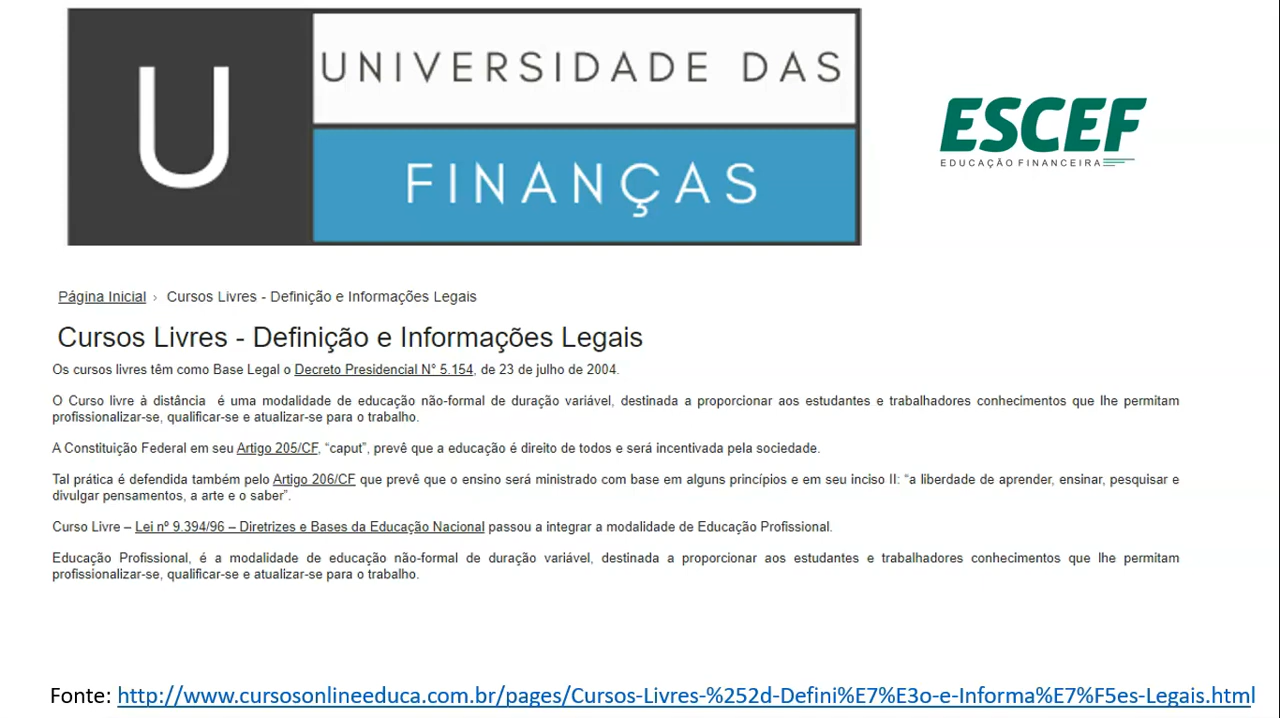 U
UNIVERSIDADE DAS
FINANÇAS
ESCEF
EDUCAÇÃO FINANCEIRA
Página Inicial › Cursos Livres - Definição e Informações Legais
Cursos Livres - Definição e Informações Legais
Os cursos livres têm como Base Legal o Decreto Presidencial N° 5.154, de 23 de julho de 2004.
O Curso livre à distância é uma modalidade de educação não-formal de duração variável, destinada a proporcionar aos estudantes e trabalhadores conhecimentos que lhe permitam
profissionalizar-se, qualificar-se e atualizar-se para o trabalho.
A Constituição Federal em seu Artigo 205/CF, “caput”, prevê que a educação é direito de todos e será incentivada pela sociedade.
Tal prática é defendida também pelo Artigo 206/CF que prevê que o ensino será ministrado com base em alguns princípios e em seu inciso II: “a liberdade de aprender, ensinar, pesquisar e
divulgar pensamentos, a arte e o saber”.
Curso Livre – Lei nº 9.394/96 – Diretrizes e Bases da Educação Nacional passou a integrar a modalidade de Educação Profissional.
Educação Profissional, é a modalidade de educação não-formal de duração variável, destinada a proporcionar aos estudantes e trabalhadores conhecimentos que lhe permitam
profissionalizar-se, qualificar-se e atualizar-se para o trabalho.
Fonte: http://www.cursosonlineeduca.com.br/pages/Cursos-Livres-%252d-Defini%E7%E3o-e-Informa%E7%F5es-Legais.html